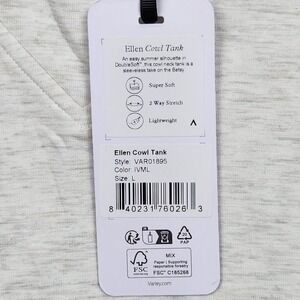 Ellen Cowl Tank
An easy summer silhouette in
DoubleSoft™, this cowl neck tank is a
sleeveless take on the Betsy
Super Soft
2 Way Stretch
Lightweight
Ellen Cowl Tank
Style: VAR01895
Color: IVML
Size: L
8 40231 76026 3
20
PAP
FSC
MIX
Paper | Supporting
responsible forestry
FSC® C185268
Varley.com